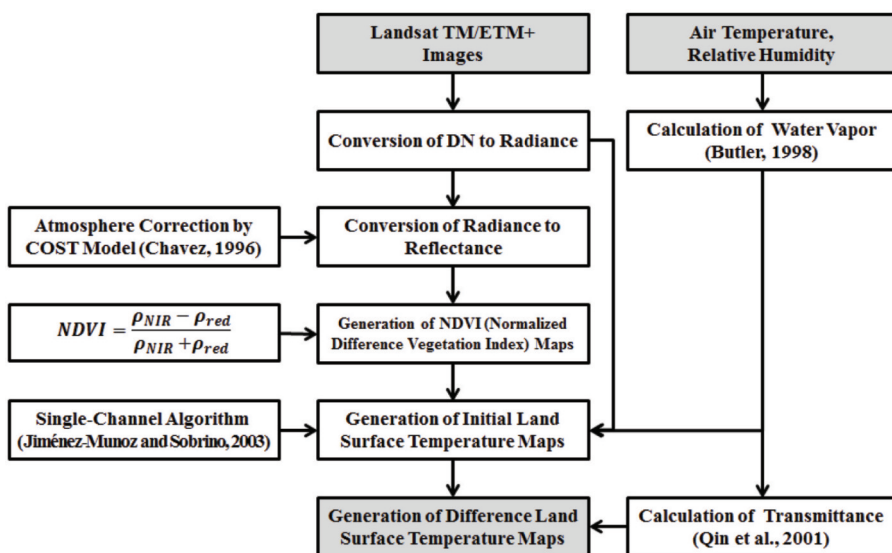 Landsat TM/ETM+
Images
Air Temperature,
Relative Humidity
Conversion of DN to Radiance
Calculation of Water Vapor
(Butler, 1998)
Atmosphere Correction by
COST Model (Chavez, 1996)
Conversion of Radiance to
Reflectance
NDVI = (ρNIR − ρred) / (ρNIR + ρred)
Generation of NDVI (Normalized
Difference Vegetation Index) Maps
Single-Channel Algorithm
(Jiménez-Munoz and Sobrino, 2003)
Generation of Initial Land
Surface Temperature Maps
Generation of Difference Land
Surface Temperature Maps
Calculation of Transmittance
(Qin et al., 2001)